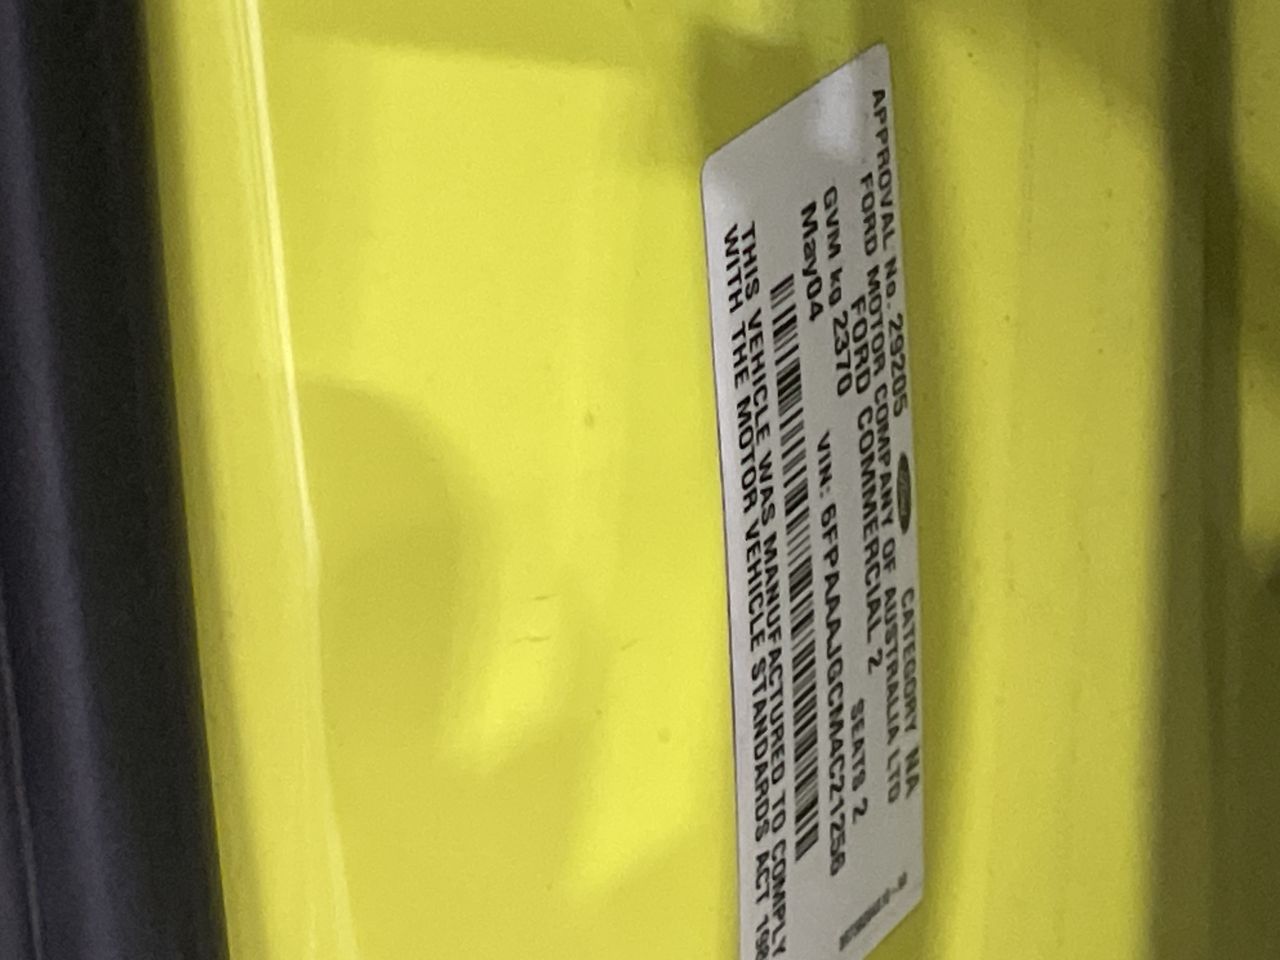 APPROVAL No. 29205 Ford CATEGORY NA
FORD MOTOR COMPANY OF AUSTRALIA LTD
FORD COMMERCIAL 2
GVM kg 2370 SEATS 2
May04 VIN: 6FPAAAJGCM4C21256
THIS VEHICLE WAS MANUFACTURED TO COMPLY
WITH THE MOTOR VEHICLE STANDARDS ACT